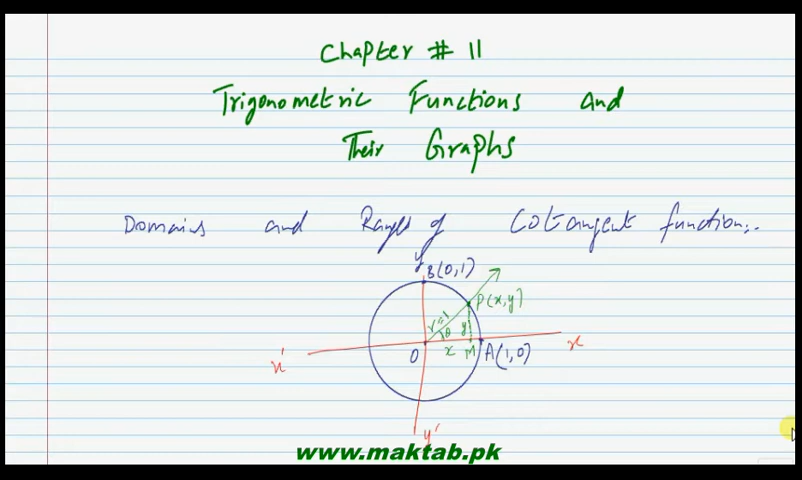 Chapter # 11
Trigonometric Functions and
Their Graphs
Domains and Ranges of Cotangent function:.
y
B(0,1)
P(x,y)
r=1
θ
y
x'
O
x
M
A(1,0)
x
y'
www.maktab.pk